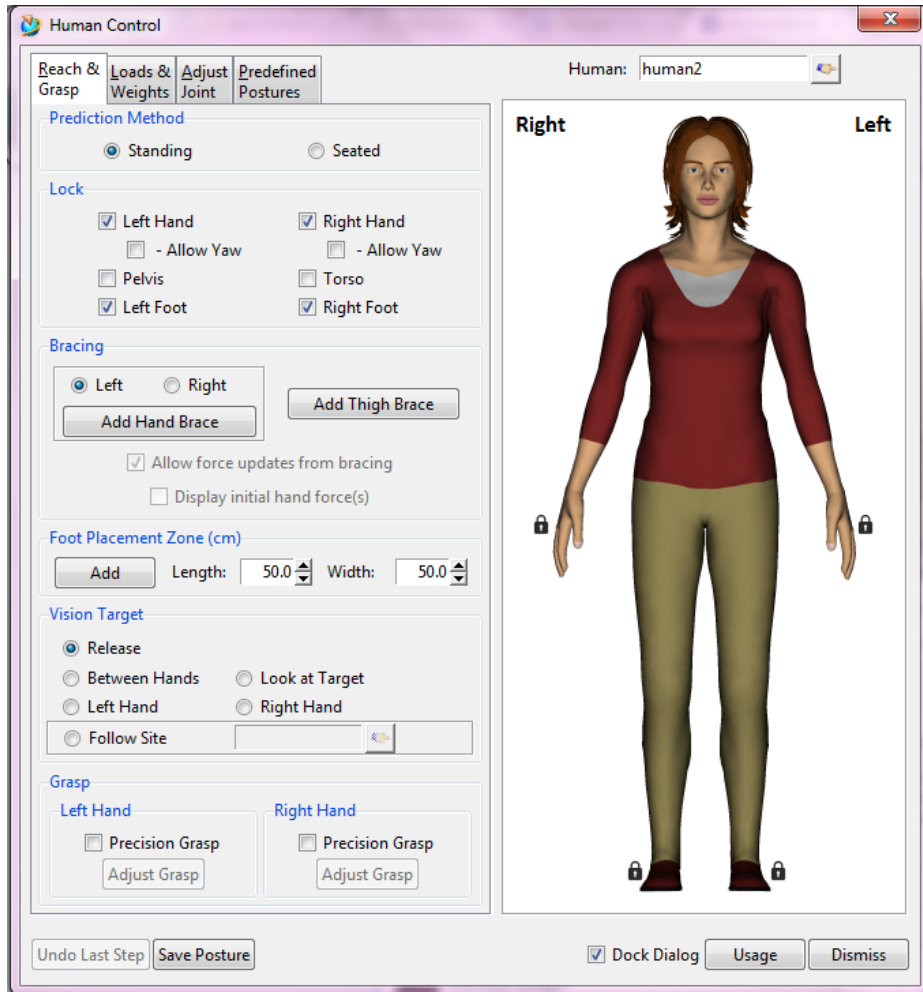 Human Control
Reach & Grasp
Loads & Weights
Adjust Joint
Predefined Postures
Human: human2
Prediction Method
Standing Seated
Lock
Left Hand Right Hand
- Allow Yaw - Allow Yaw
Pelvis Torso
Left Foot Right Foot
Bracing
Left Right
Add Hand Brace
Add Thigh Brace
Allow force updates from bracing
Display initial hand force(s)
Foot Placement Zone (cm)
Add Length: 50.0 Width: 50.0
Vision Target
Release
Between Hands Look at Target
Left Hand Right Hand
Follow Site
Grasp
Left Hand Right Hand
Precision Grasp Precision Grasp
Adjust Grasp Adjust Grasp
Right Left
Undo Last Step Save Posture Dock Dialog Usage Dismiss